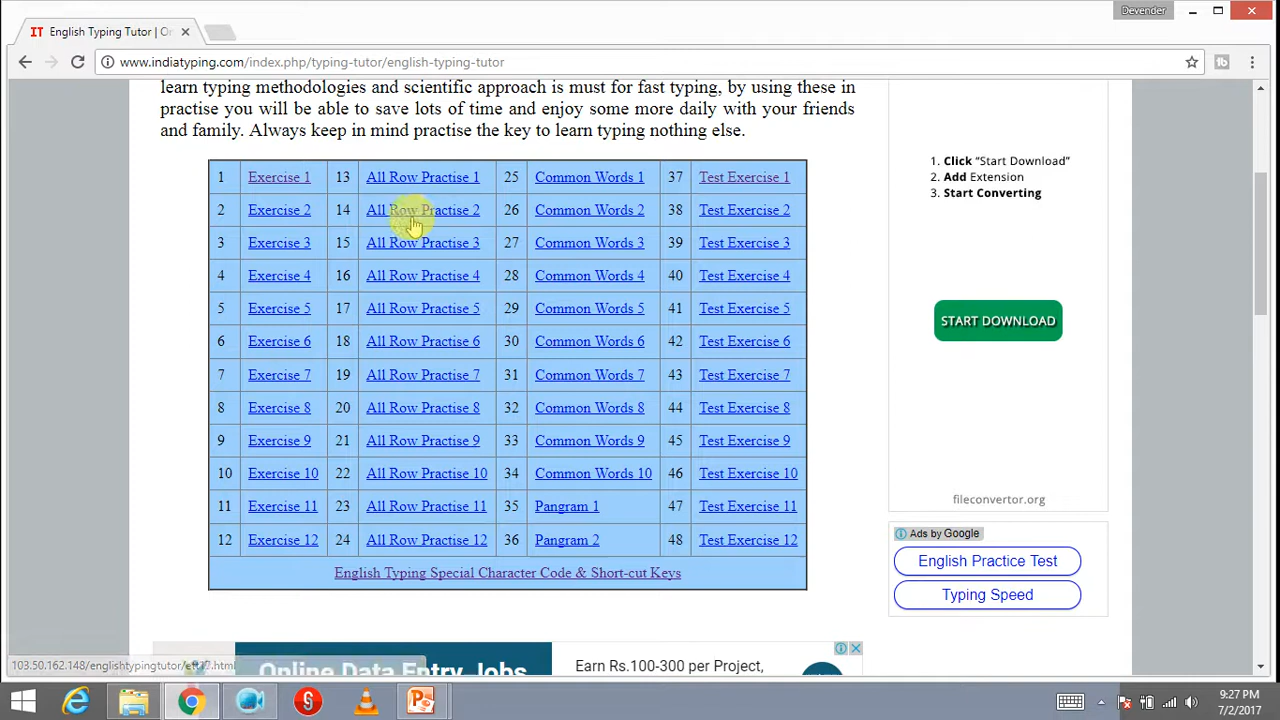 Devender
IT English Typing Tutor | On
www.indiatyping.com/index.php/typing-tutor/english-typing-tutor
learn typing methodologies and scientific approach is must for fast typing, by using these in
practise you will be able to save lots of time and enjoy some more daily with your friends
and family. Always keep in mind practise the key to learn typing nothing else.
1 Exercise 1 13 All Row Practise 1 25 Common Words 1 37 Test Exercise 1
2 Exercise 2 14 All Row Practise 2 26 Common Words 2 38 Test Exercise 2
3 Exercise 3 15 All Row Practise 3 27 Common Words 3 39 Test Exercise 3
4 Exercise 4 16 All Row Practise 4 28 Common Words 4 40 Test Exercise 4
5 Exercise 5 17 All Row Practise 5 29 Common Words 5 41 Test Exercise 5
6 Exercise 6 18 All Row Practise 6 30 Common Words 6 42 Test Exercise 6
7 Exercise 7 19 All Row Practise 7 31 Common Words 7 43 Test Exercise 7
8 Exercise 8 20 All Row Practise 8 32 Common Words 8 44 Test Exercise 8
9 Exercise 9 21 All Row Practise 9 33 Common Words 9 45 Test Exercise 9
10 Exercise 10 22 All Row Practise 10 34 Common Words 10 46 Test Exercise 10
11 Exercise 11 23 All Row Practise 11 35 Pangram 1 47 Test Exercise 11
12 Exercise 12 24 All Row Practise 12 36 Pangram 2 48 Test Exercise 12
English Typing Special Character Code & Short-cut Keys
1. Click "Start Download"
2. Add Extension
3. Start Converting
START DOWNLOAD
fileconvertor.org
Ads by Google
English Practice Test
Typing Speed
Online Data Entry Jobs
Earn Rs.100-300 per Project,
9:27 PM
7/2/2017